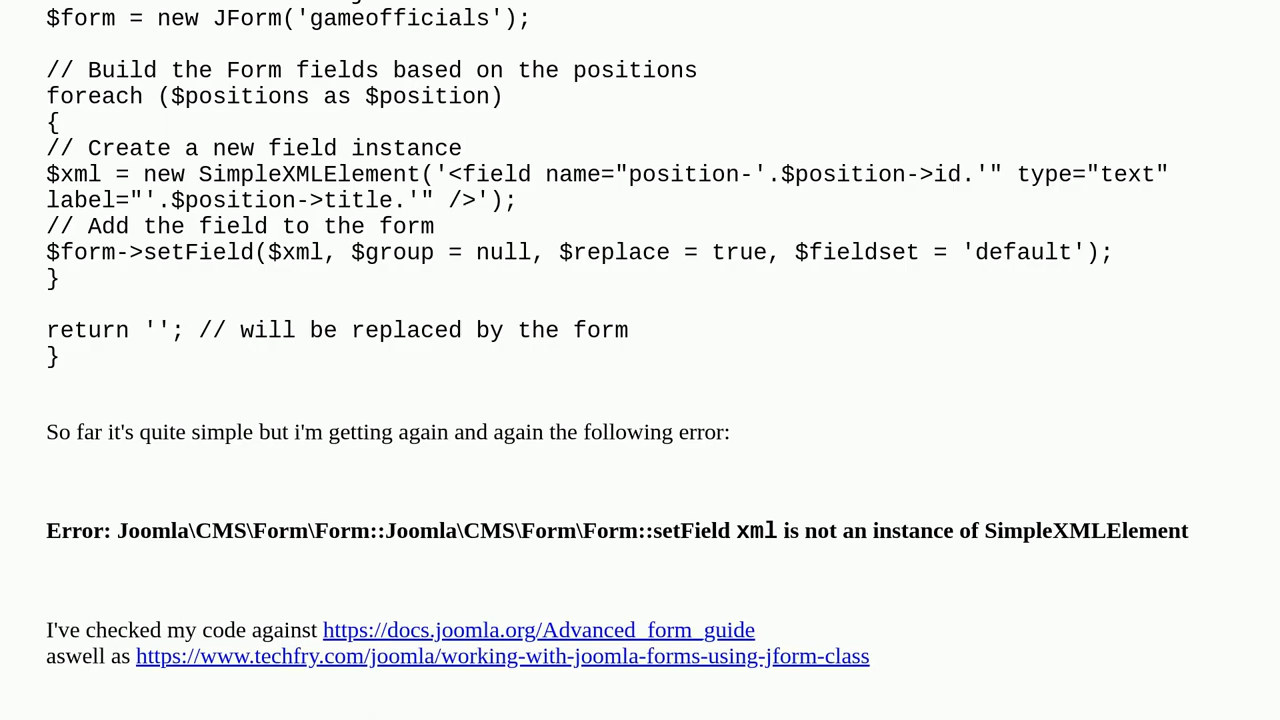 $form = new JForm('gameofficials');
// Build the Form fields based on the positions
foreach ($positions as $position)
{
// Create a new field instance
$xml = new SimpleXMLElement('<field name="position-'.$position->id.'" type="text"
label="'.$position->title.'" />');
// Add the field to the form
$form->setField($xml, $group = null, $replace = true, $fieldset = 'default');
}
return ''; // will be replaced by the form
}
So far it's quite simple but i'm getting again and again the following error:
Error: Joomla\CMS\Form\Form::Joomla\CMS\Form\Form::setField xml is not an instance of SimpleXMLElement
I've checked my code against https://docs.joomla.org/Advanced_form_guide
aswell as https://www.techfry.com/joomla/working-with-joomla-forms-using-jform-class